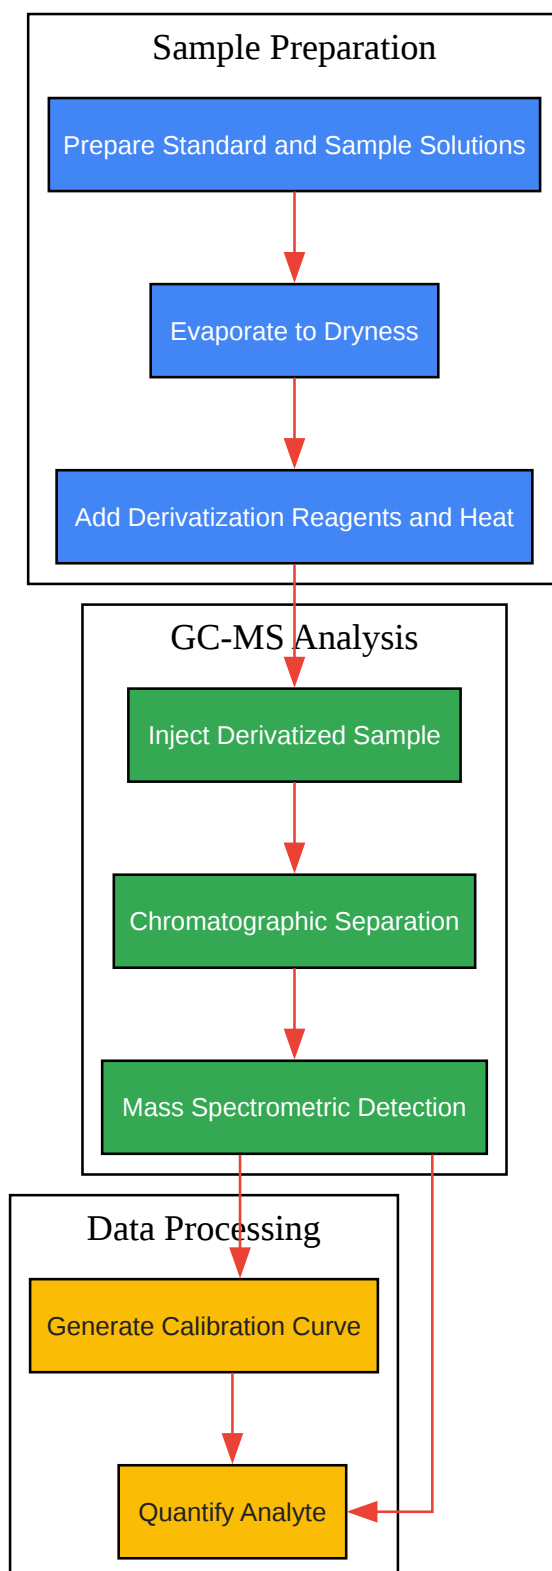 Sample Preparation
Prepare Standard and Sample Solutions
Evaporate to Dryness
Add Derivatization Reagents and Heat
GC-MS Analysis
Inject Derivatized Sample
Chromatographic Separation
Mass Spectrometric Detection
Data Processing
Generate Calibration Curve
Quantify Analyte